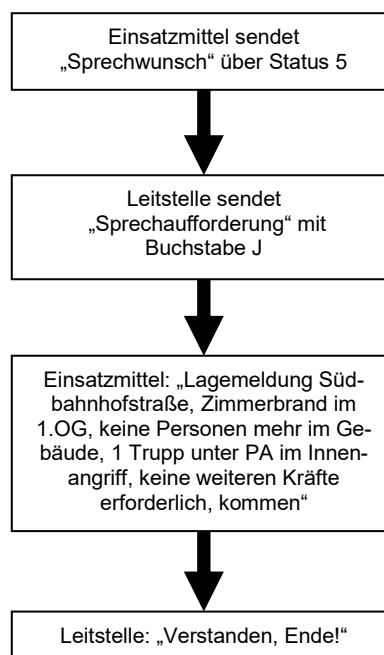 Einsatzmittel sendet
„Sprechwunsch“ über Status 5
Leitstelle sendet
„Sprechaufforderung“ mit
Buchstabe J
Einsatzmittel: „Lagemeldung Süd-
bahnhofstraße, Zimmerbrand im
1.OG, keine Personen mehr im Ge-
bäude, 1 Trupp unter PA im Innen-
angriff, keine weiteren Kräfte
erforderlich, kommen“
Leitstelle: „Verstanden, Ende!“